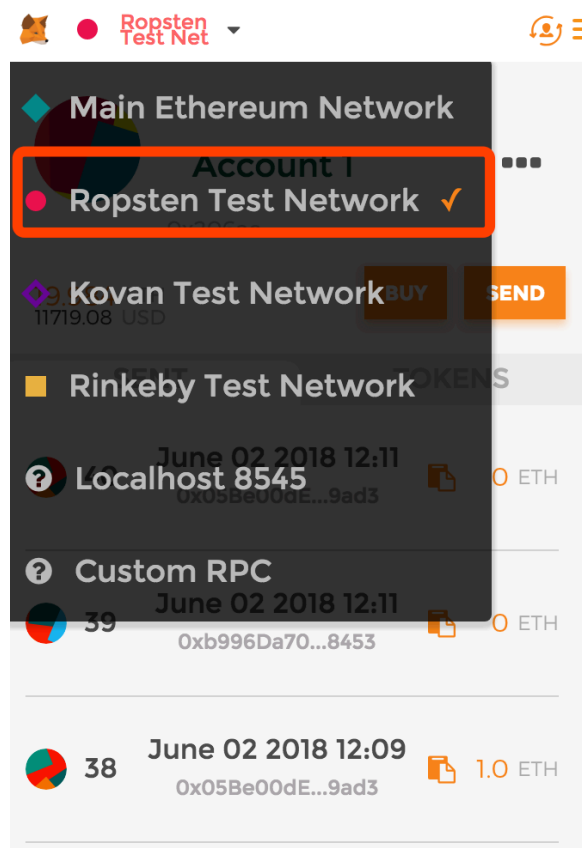 Ropsten
Test Net
Main Ethereum Network
Account 1
Ropsten Test Network
Kovan Test Network
BUY
SEND
11719.08 USD
SENT
TOKENS
Rinkeby Test Network
June 02 2018 12:11
Localhost 8545
0x05Be00dE...9ad3
0 ETH
Custom RPC
39
June 02 2018 12:11
0xb996Da70...8453
0 ETH
38
June 02 2018 12:09
0x05Be00dE...9ad3
1.0 ETH